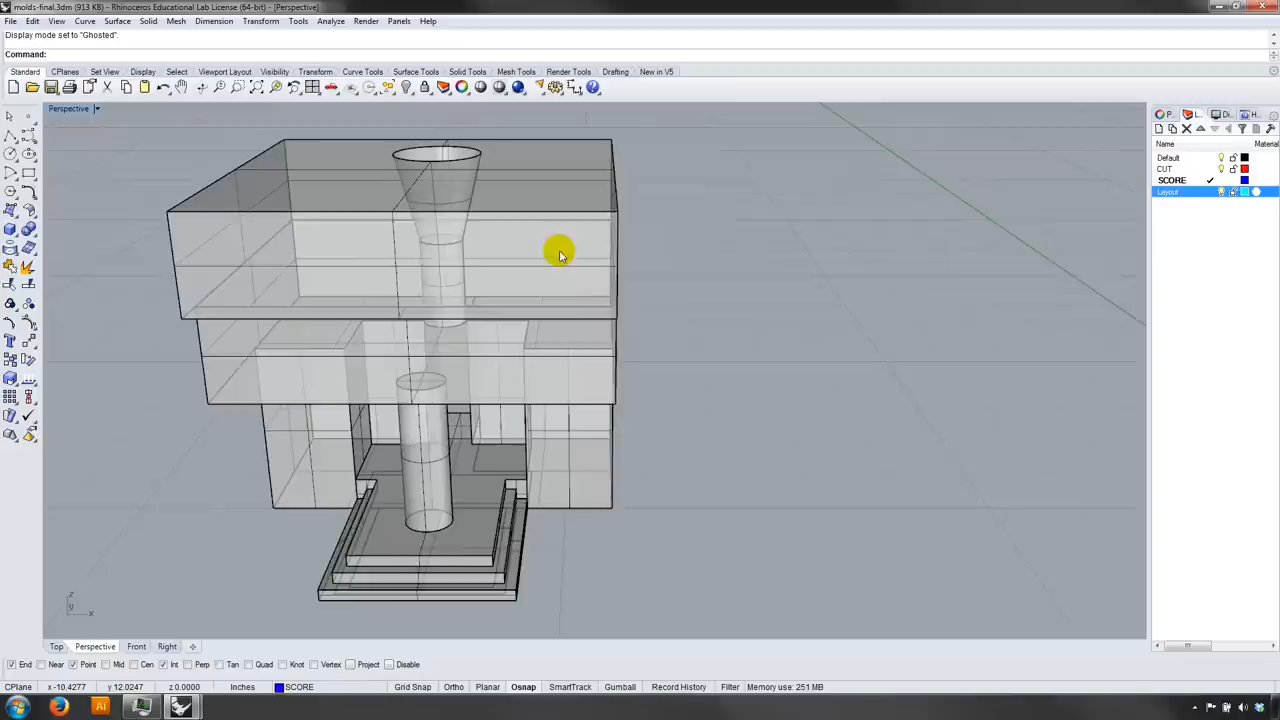 molds-final.3dm (913 KB) - Rhinoceros Educational Lab License (64-bit) - [Perspective]
File Edit View Curve Surface Solid Mesh Dimension Transform Tools Analyze Render Panels Help
Display mode set to "Ghosted".
Command:
Standard CPlanes Set View Display Select Viewport Layout Visibility Transform Curve Tools Surface Tools Solid Tools Mesh Tools Render Tools Drafting New in V5
Perspective
P... L... Di... H...
Name Material
Default
CUT
SCORE
Layout
z
y
x
Top Perspective Front Right
End Near Point Mid Cen Int Perp Tan Quad Knot Vertex Project Disable
CPlane x -10.4277 y 12.0247 z 0.0000 Inches SCORE Grid Snap Ortho Planar Osnap SmartTrack Gumball Record History Filter Memory use: 251 MB
Ai